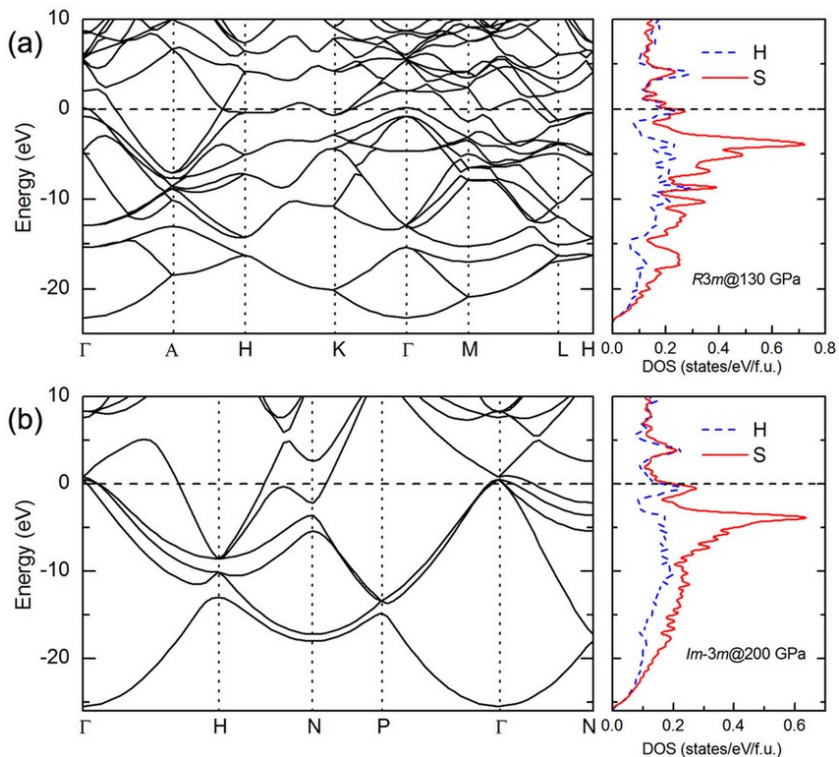 (a)
Energy (eV)
10
0
-10
-20
Γ A H K Γ M L H
H
S
R3m@130 GPa
0.0 0.2 0.4 0.6 0.8
DOS (states/eV/f.u.)
(b)
Energy (eV)
10
0
-10
-20
Γ H N P Γ N
H
S
Im-3m@200 GPa
0.0 0.2 0.4 0.6
DOS (states/eV/f.u.)